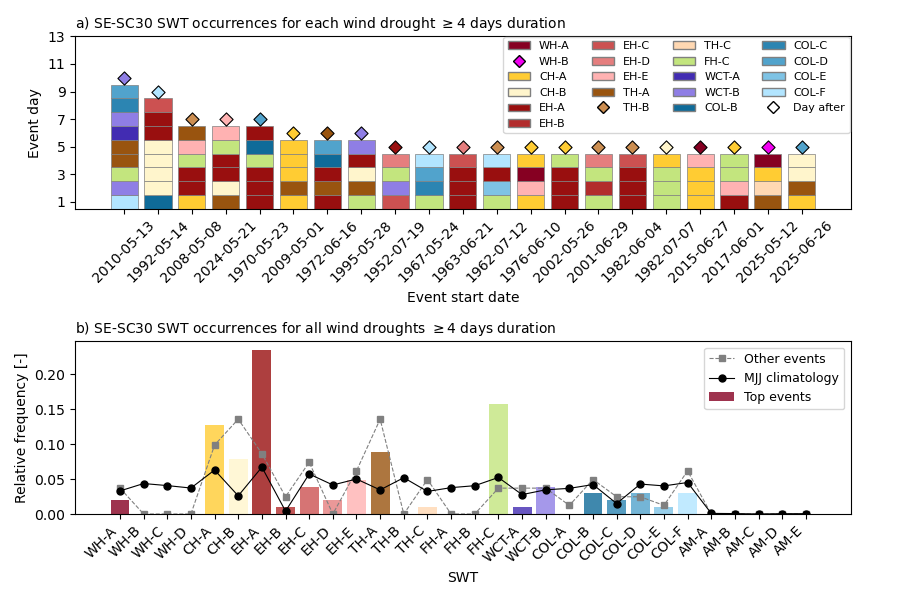 a) SE-SC30 SWT occurrences for each wind drought ≥4 days duration
Event day
13
11
9
7
5
3
1
WH-A
WH-B
CH-A
CH-B
EH-A
EH-B
EH-C
EH-D
EH-E
TH-A
TH-B
TH-C
FH-C
WCT-A
WCT-B
COL-B
COL-C
COL-D
COL-E
COL-F
Day after
2010-05-13
1992-05-14
2008-05-08
2024-05-21
1970-05-23
2009-05-01
1972-06-16
1995-05-28
1952-07-19
1967-05-24
1963-06-21
1962-07-12
1976-06-10
2002-05-26
2001-06-29
1982-06-04
1982-07-07
2015-06-27
2017-06-01
2025-05-12
2025-06-26
Event start date
b) SE-SC30 SWT occurrences for all wind droughts ≥4 days duration
Relative frequency [-]
0.20
0.15
0.10
0.05
0.00
Other events
MJJ climatology
Top events
WH-A
WH-B
WH-C
WH-D
CH-A
CH-B
EH-A
EH-B
EH-C
EH-D
EH-E
TH-A
TH-B
TH-C
FH-A
FH-B
FH-C
WCT-A
WCT-B
COL-A
COL-B
COL-C
COL-D
COL-E
COL-F
AM-A
AM-B
AM-C
AM-D
AM-E
SWT